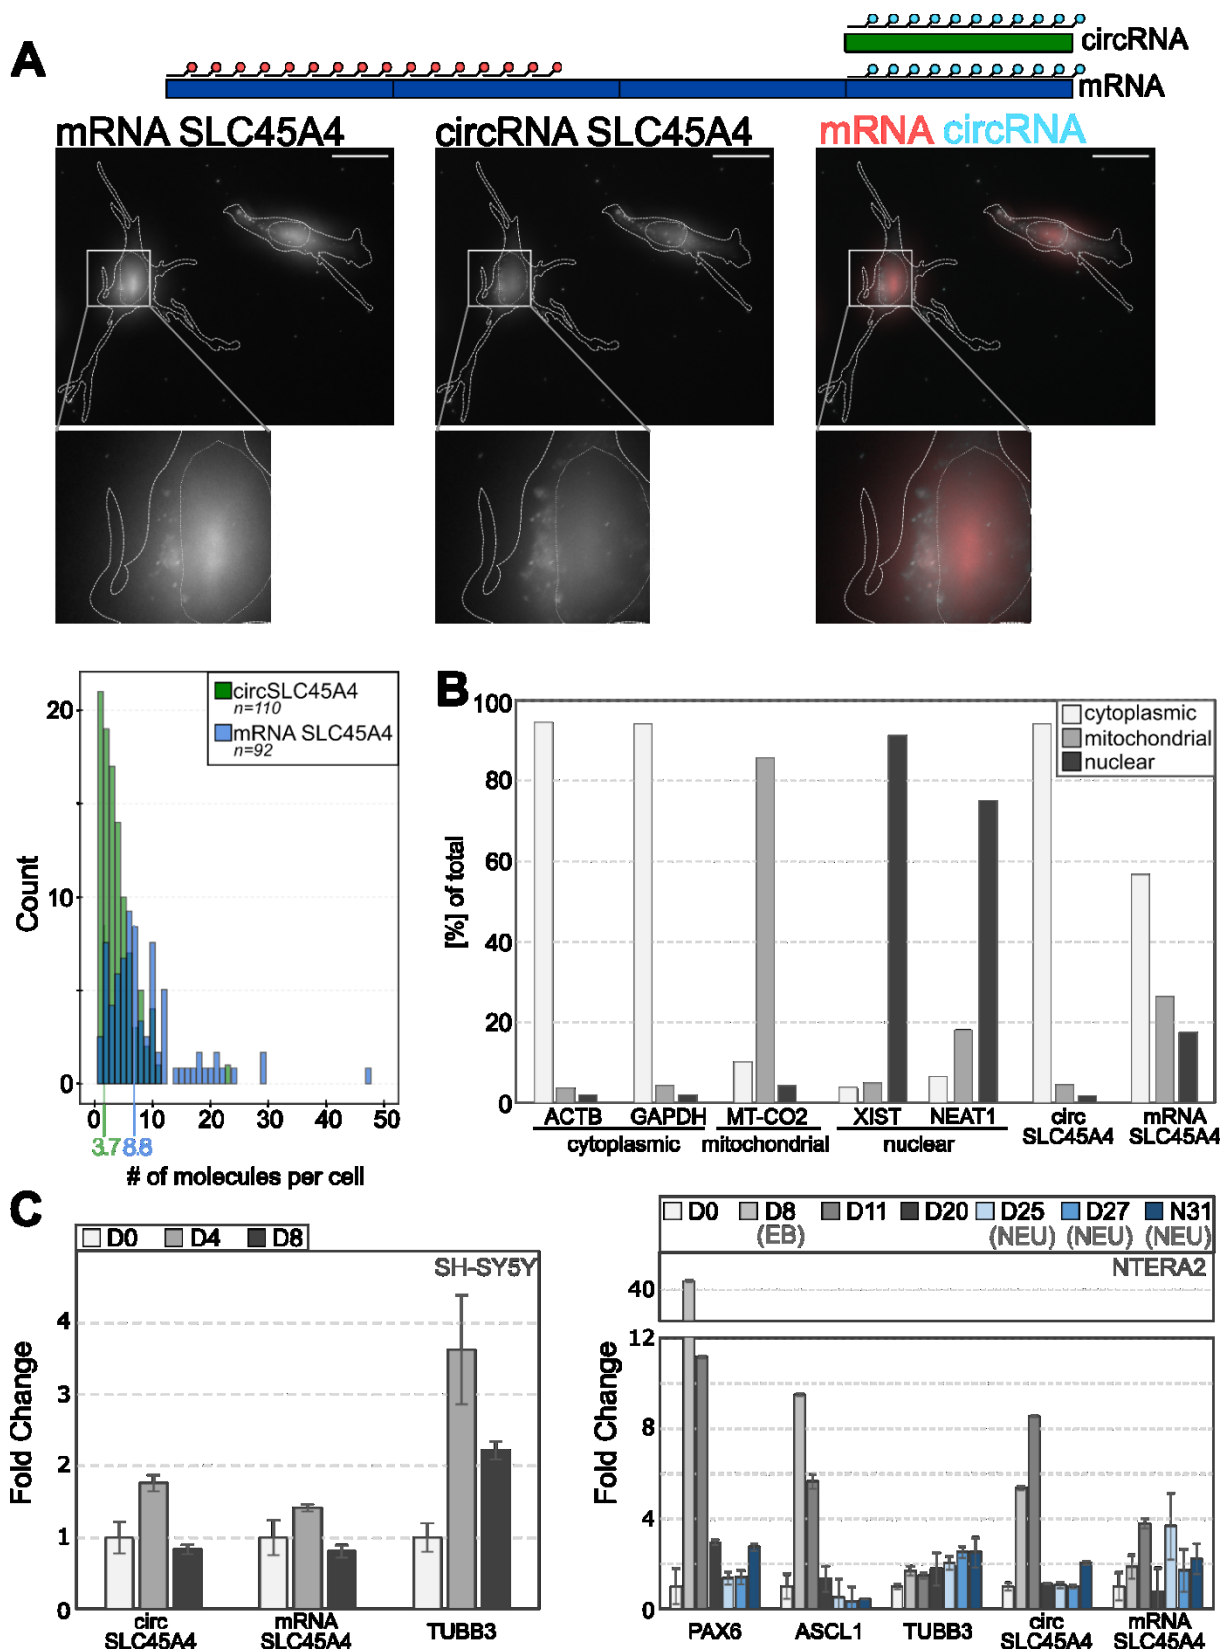 A
circRNA
mRNA
mRNA SLC45A4
circRNA SLC45A4
mRNA circRNA
circSLC45A4
n=110
mRNA SLC45A4
n=92
20
10
0
Count
0 10 20 30 40 50
3.7 8.8
# of molecules per cell
B
cytoplasmic
mitochondrial
nuclear
100
80
60
40
20
0
[%] of total
ACTB GAPDH MT-CO2 XIST NEAT1 circ SLC45A4 mRNA SLC45A4
cytoplasmic mitochondrial nuclear
C
D0 D4 D8
SH-SY5Y
4
3
2
1
0
Fold Change
circ SLC45A4 mRNA SLC45A4 TUBB3
D0 D8 D11 D20 D25 D27 N31
(EB) (NEU) (NEU) (NEU)
NTERA2
40
12
8
4
0
Fold Change
PAX6 ASCL1 TUBB3 circ SLC45A4 mRNA SLC45A4